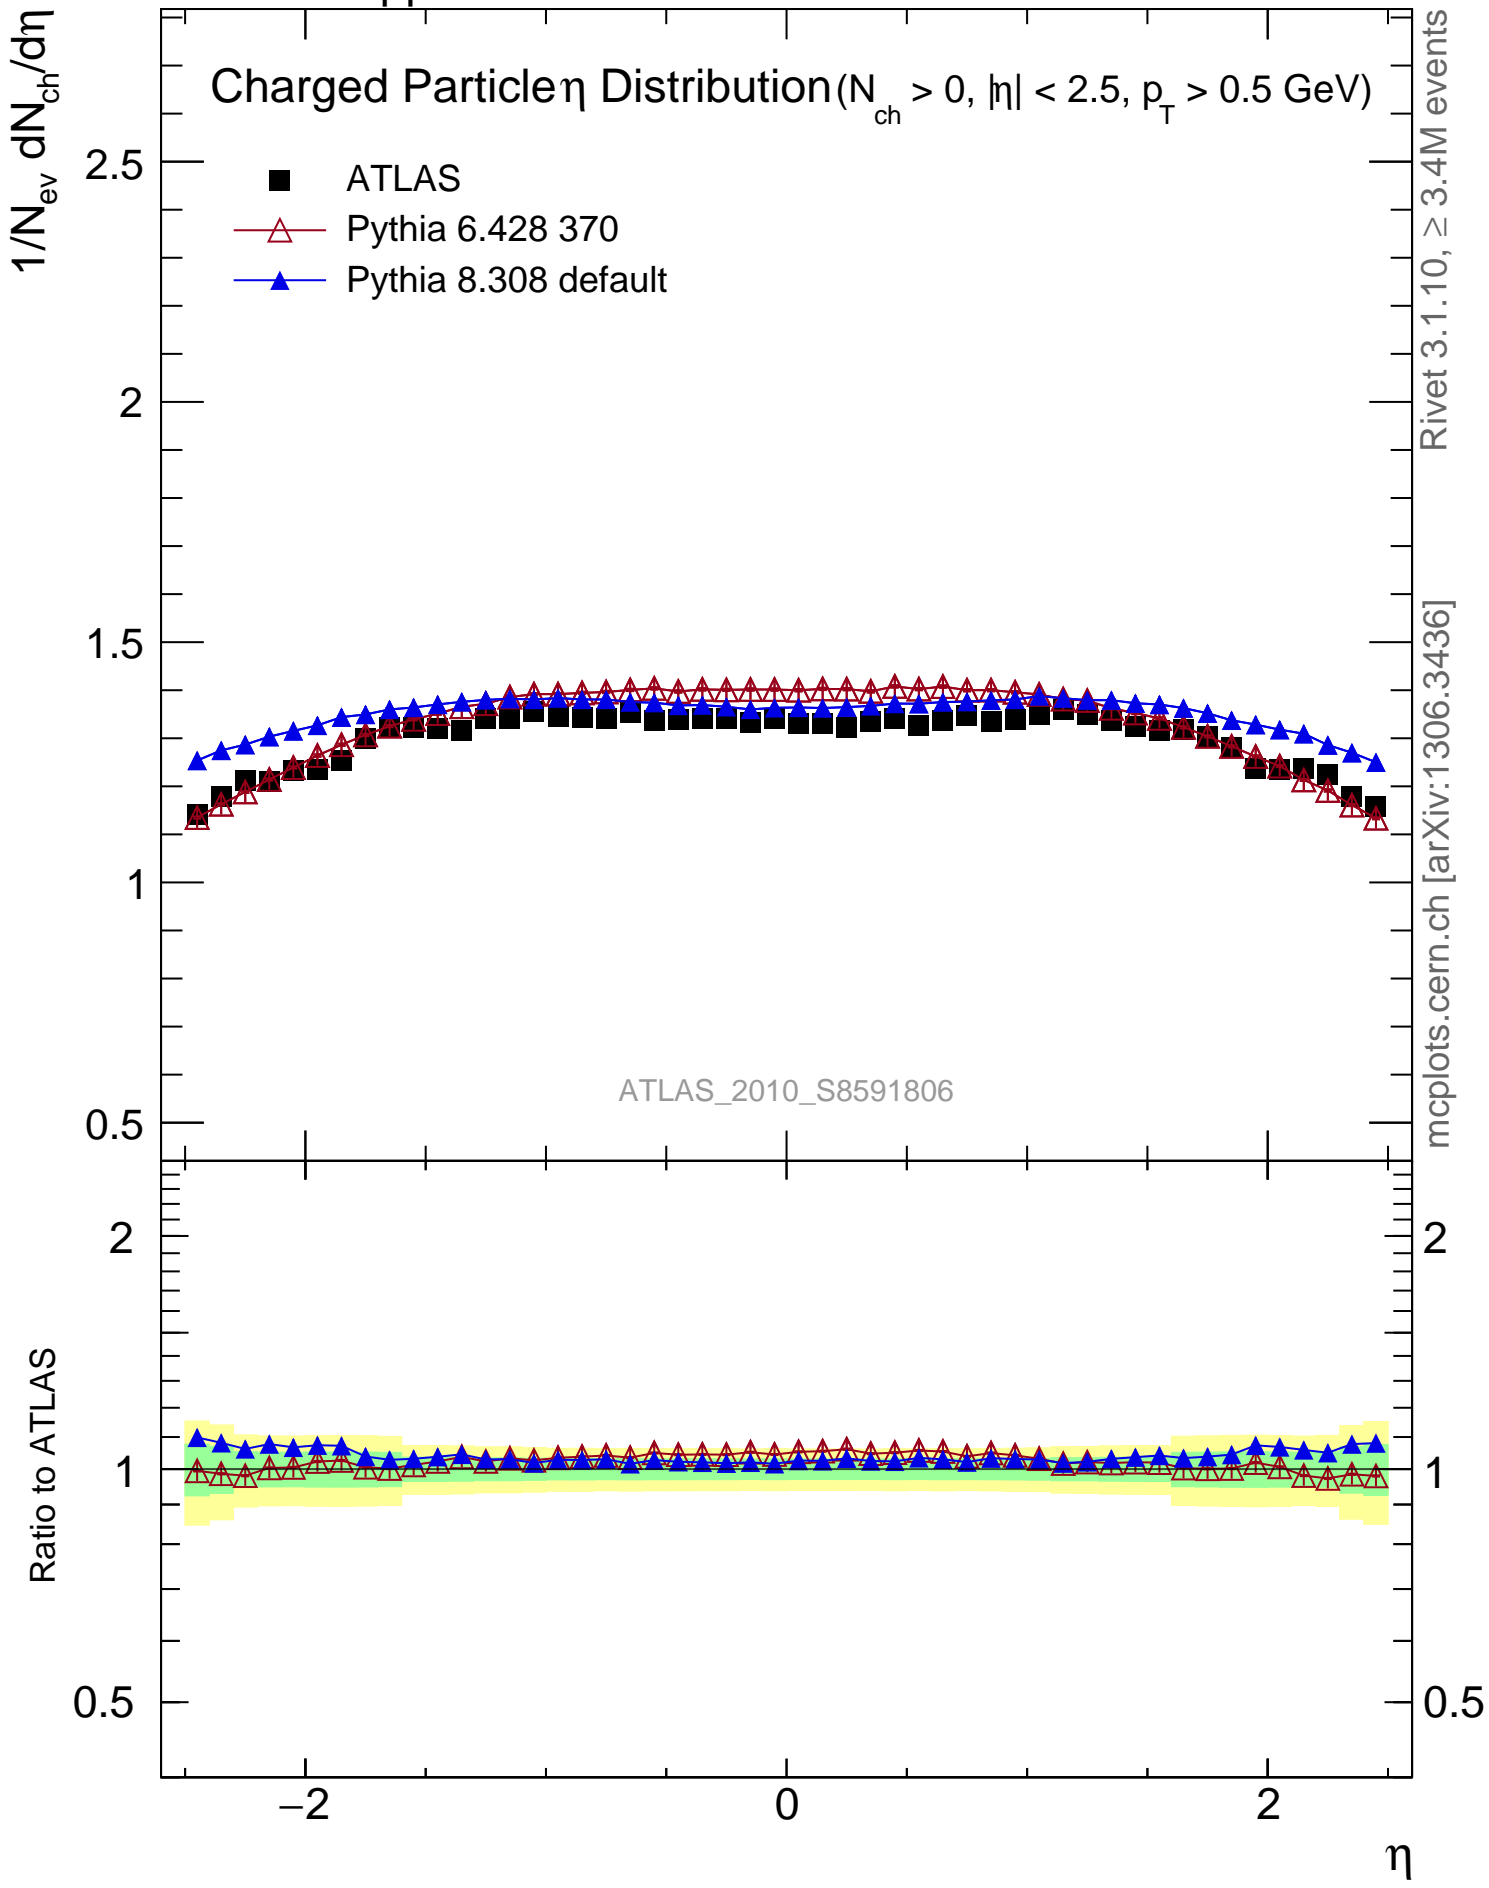 1/N_ev dN_ch/dη
Charged Particle η Distribution (N_ch > 0, |η| < 2.5, p_T > 0.5 GeV)
ATLAS
Pythia 6.428 370
Pythia 8.308 default
2.5
2
1.5
1
0.5
ATLAS_2010_S8591806
Rivet 3.1.10, ≥ 3.4M events
mcplots.cern.ch [arXiv:1306.3436]
Ratio to ATLAS
2
1
0.5
2
1
0.5
−2
0
2
η